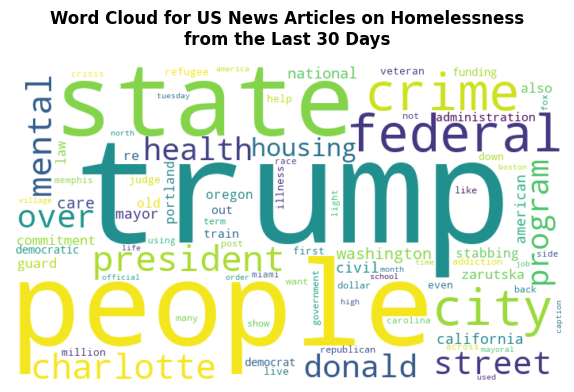 Word Cloud for US News Articles on Homelessness
from the Last 30 Days
crisis
refugee
america
national
veteran
funding
tuesday
help
not
also
fox
state
crime
administration
mental
law
north
health
housing
federal
re
race
down
boston
memphis
judge
portland
trump
illness
light
like
american
village
care
old
oregon
over
mayor
out
term
program
commitment
using
train
post
first
washington
stabbing
democratic
life
civil
side
guard
president
time
addiction
job
zarutska
official
order
miami
month
school
even
back
want
government
dollar
people
high
city
many
show
carolina
caption
california
million
republican
across
mayoral
charlotte
democrat
live
donald
street
used